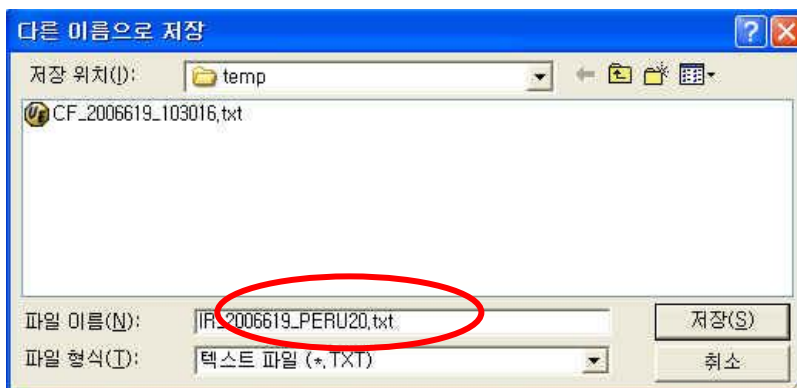 다른 이름으로 저장
저장 위치(I): temp
CF_2006619_103016,txt
파일 이름(N): IR_2006619_PERU20,txt 저장(S)
파일 형식(T): 텍스트 파일 (*,TXT) 취소